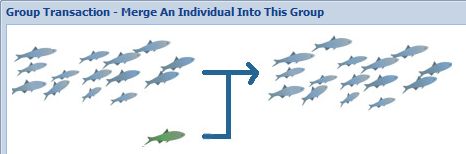 Group Transaction - Merge An Individual Into This Group